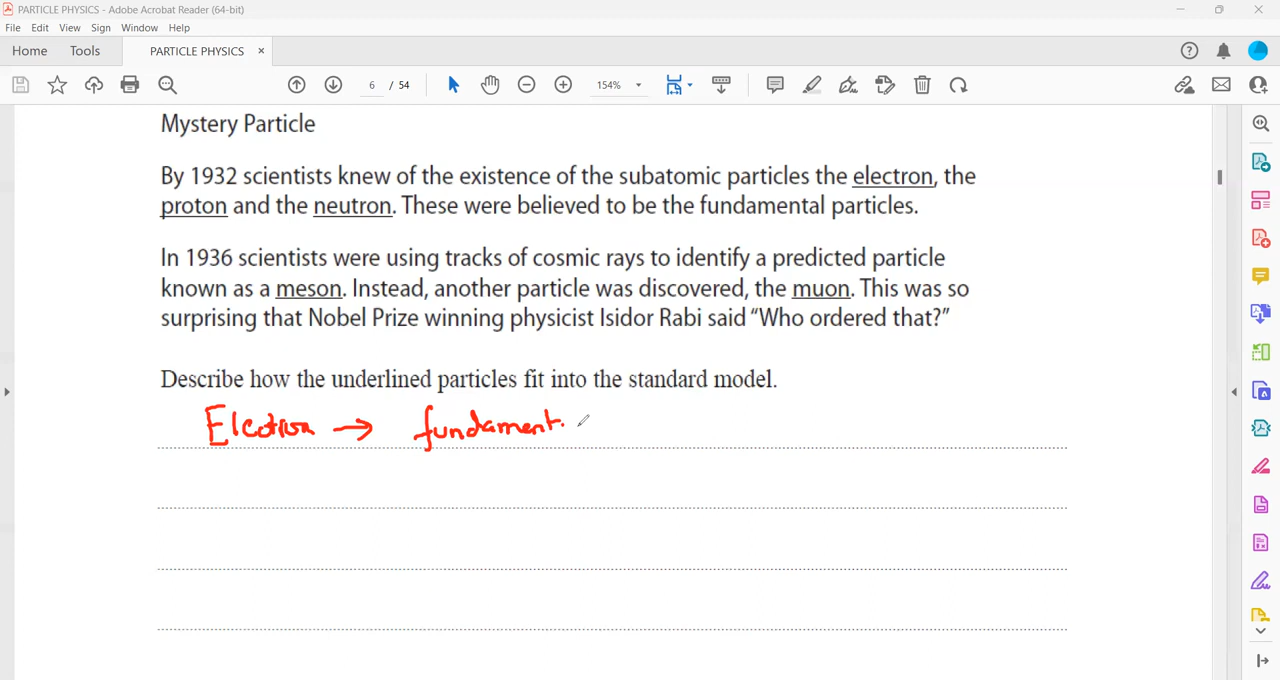 PARTICLE PHYSICS - Adobe Acrobat Reader (64-bit)
File Edit View Sign Window Help
Home Tools PARTICLE PHYSICS ×
6 / 54 154%
Mystery Particle
By 1932 scientists knew of the existence of the subatomic particles the electron, the
proton and the neutron. These were believed to be the fundamental particles.
In 1936 scientists were using tracks of cosmic rays to identify a predicted particle
known as a meson. Instead, another particle was discovered, the muon. This was so
surprising that Nobel Prize winning physicist Isidor Rabi said “Who ordered that?”
Describe how the underlined particles fit into the standard model.
Electron → fundament.